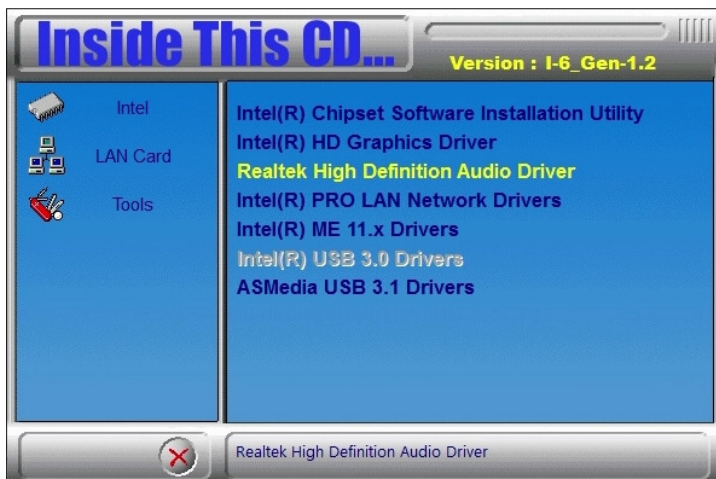 Inside This CD...
Version : I-6_Gen-1.2
Intel
LAN Card
Tools
Intel(R) Chipset Software Installation Utility
Intel(R) HD Graphics Driver
Realtek High Definition Audio Driver
Intel(R) PRO LAN Network Drivers
Intel(R) ME 11.x Drivers
Intel(R) USB 3.0 Drivers
ASMedia USB 3.1 Drivers
Realtek High Definition Audio Driver